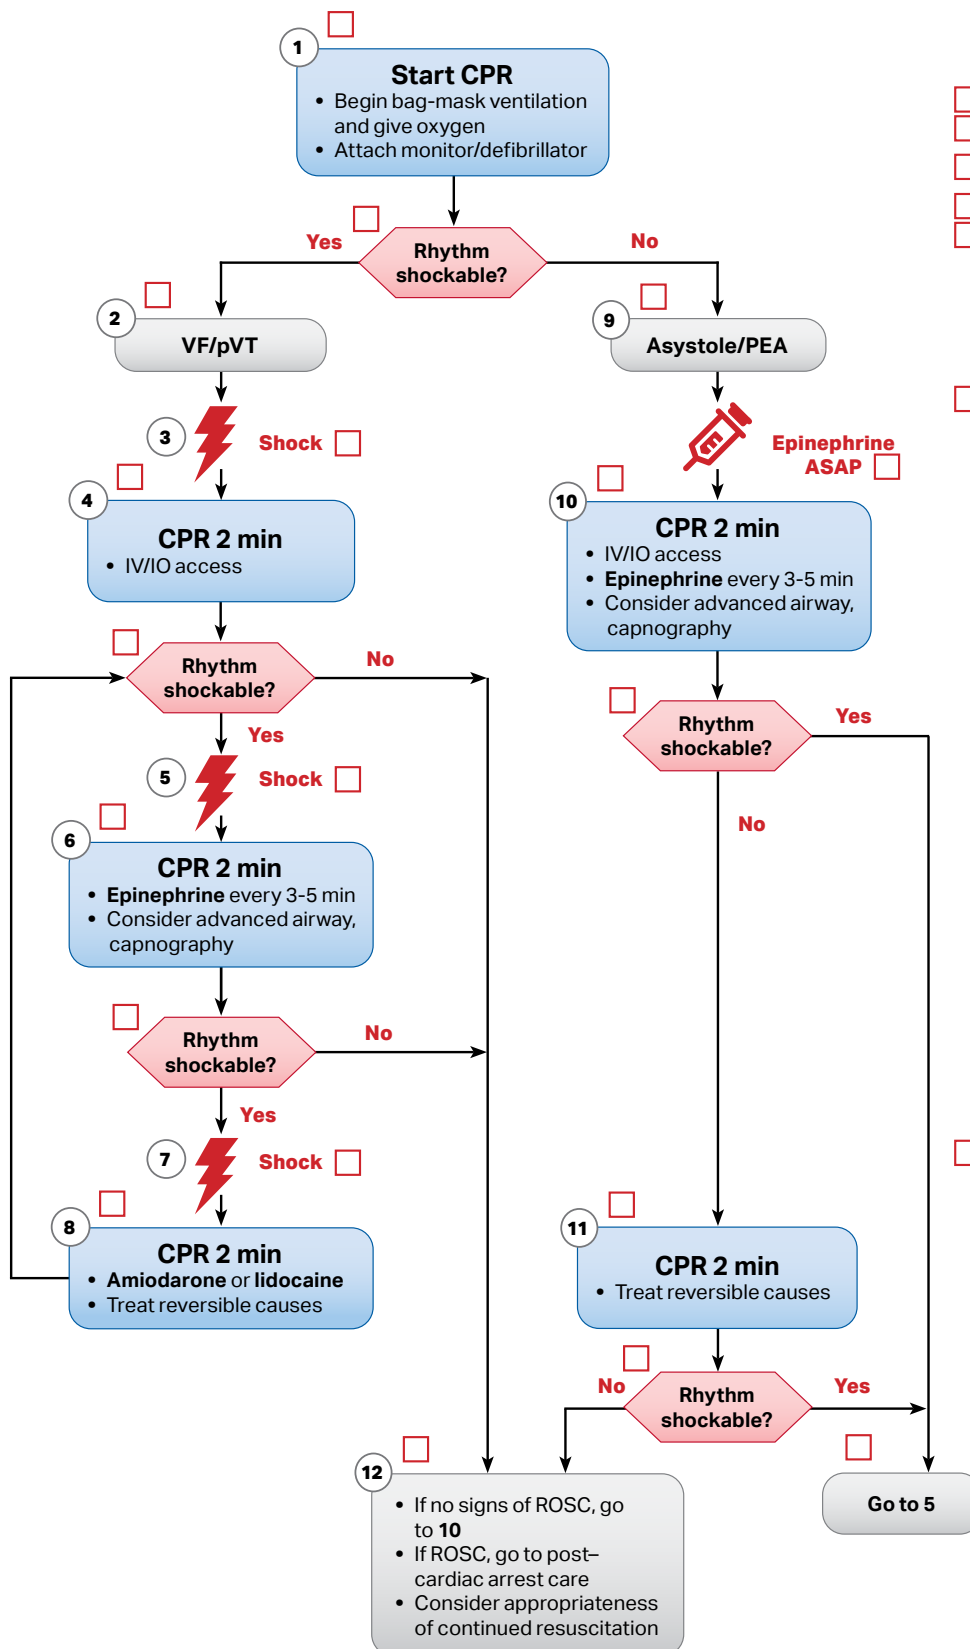 1
Start CPR
• Begin bag-mask ventilation
and give oxygen
• Attach monitor/defibrillator
Rhythm
shockable?
Yes
No
2
VF/pVT
3
Shock
4
CPR 2 min
• IV/IO access
Rhythm
shockable?
No
Yes
5
Shock
6
CPR 2 min
• Epinephrine every 3-5 min
• Consider advanced airway,
capnography
Rhythm
shockable?
No
Yes
7
Shock
8
CPR 2 min
• Amiodarone or lidocaine
• Treat reversible causes
9
Asystole/PEA
Epinephrine
ASAP
10
CPR 2 min
• IV/IO access
• Epinephrine every 3-5 min
• Consider advanced airway,
capnography
Rhythm
shockable?
Yes
No
11
CPR 2 min
• Treat reversible causes
Rhythm
shockable?
No
Yes
12
• If no signs of ROSC, go
to 10
• If ROSC, go to post–
cardiac arrest care
• Consider appropriateness
of continued resuscitation
Go to 5